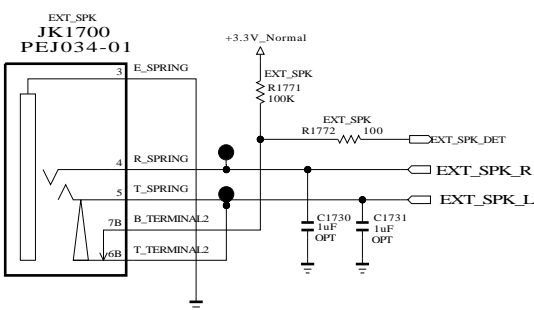 EXT_SPK
JK1700
PEJ034-01
+3.3V_Normal
3 E_SPRING
EXT_SPK
R1771
100K
EXT_SPK
R1772 100
EXT_SPK_DET
4 R_SPRING
EXT_SPK_R
5 T_SPRING
EXT_SPK_L
7B B_TERMINAL2
C1730
1uF
OPT
C1731
1uF
OPT
6B T_TERMINAL2